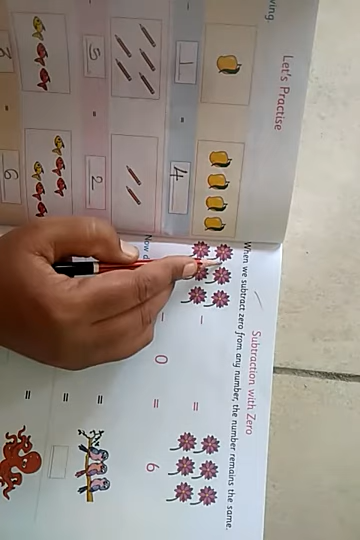 Let's Practise
1
=
4
=
5
=
2
=
6
Subtraction with Zero
When we subtract zero from any number, the number remains the same.
- =
- 0 = 6
Now d
=
=
=